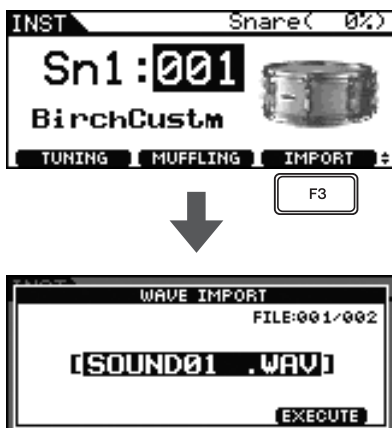 INST Snare( 0%)
Sn1:001
BirchCustm
TUNING MUFFLING IMPORT
F3
WAVE IMPORT
FILE:001/002
[SOUND01 .WAV]
EXECUTE